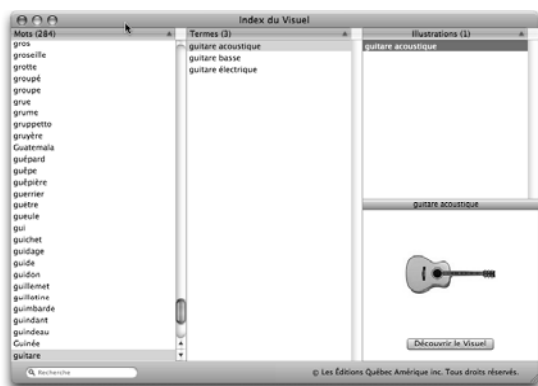 Index du Visuel
Mots (284)
gros
groseille
grotte
groupé
groupe
grue
grume
gruppetto
gruyère
Guatemala
guépard
guêpe
guêpière
guerrier
guêtre
gueule
gui
guichet
guidage
guide
guidon
guillemet
guillotine
guimbarde
guindant
guindeau
Guinée
guitare
Termes (3)
guitare acoustique
guitare basse
guitare électrique
Illustrations (1)
guitare acoustique
guitare acoustique
Découvrir le Visuel
Recherche
© Les Éditions Québec Amérique inc. Tous droits réservés.